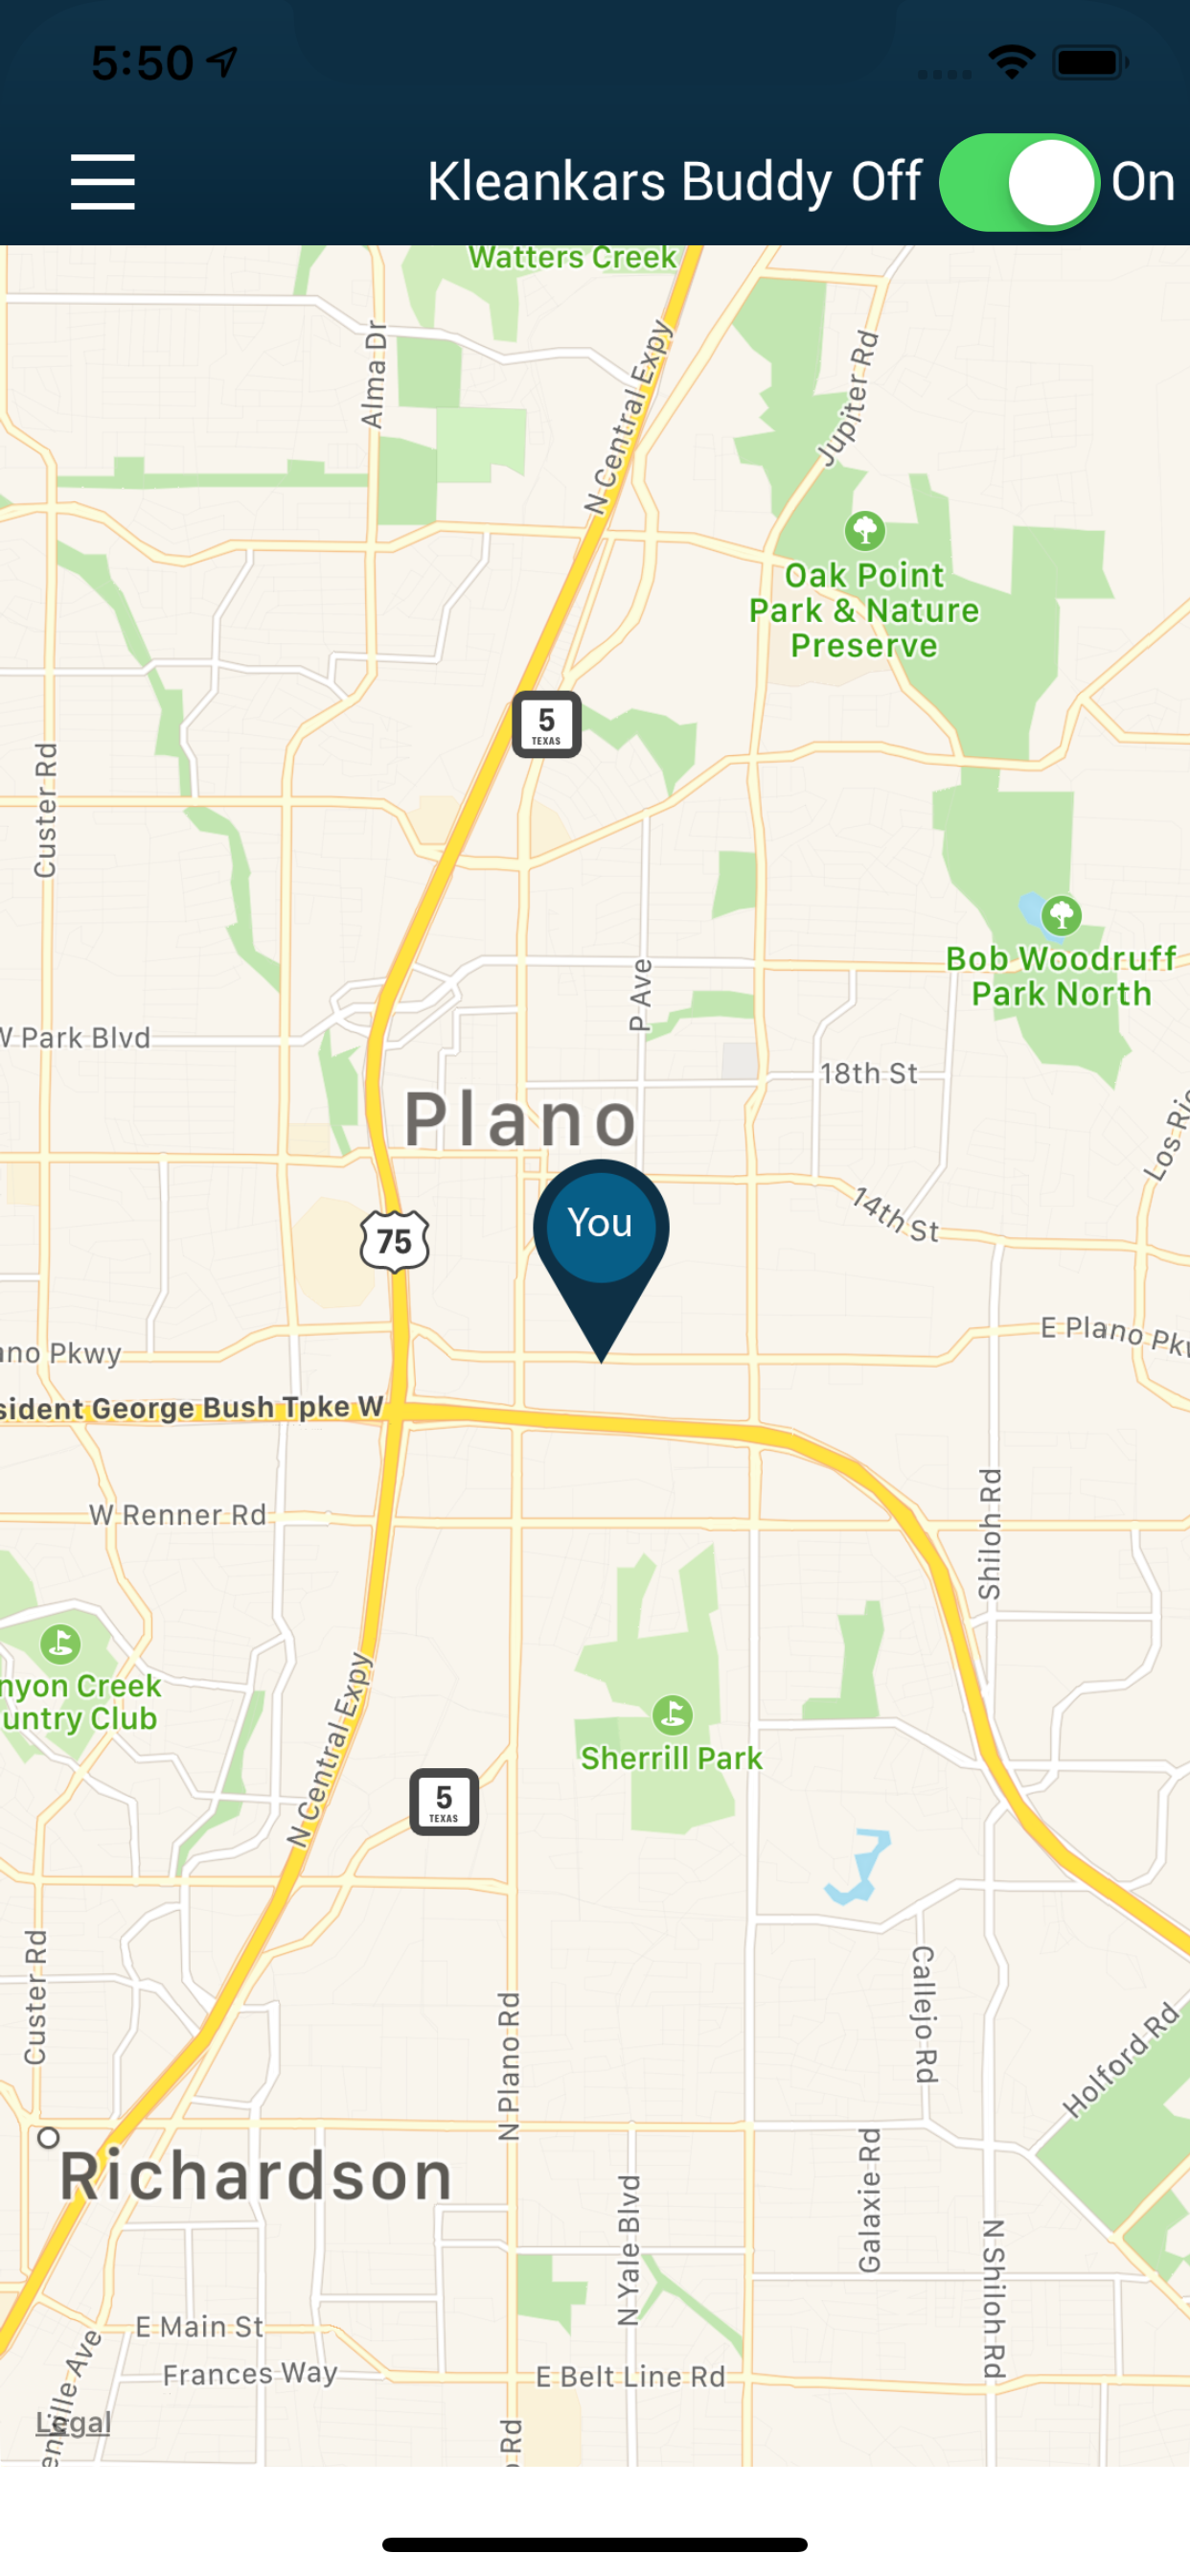 5:50
Kleankars Buddy Off On
Watters Creek
Alma Dr
N Central Expy
Jupiter Rd
Oak Point
Park & Nature
Preserve
5
TEXAS
Custer Rd
Bob Woodruff
Park North
P Ave
W Park Blvd
18th St
Plano
Los Ric
14th St
You
75
E Plano Pkw
ano Pkwy
sident George Bush Tpke W
W Renner Rd
Shiloh Rd
nyon Creek
untry Club
N Central Expy
Sherrill Park
5
TEXAS
Custer Rd
Callejo Rd
N Plano Rd
Holford Rd
Richardson
N Yale Blvd
Galaxie Rd
N Shiloh Rd
E Main St
Frances Way
E Belt Line Rd
enville Ave
Legal
o Rd